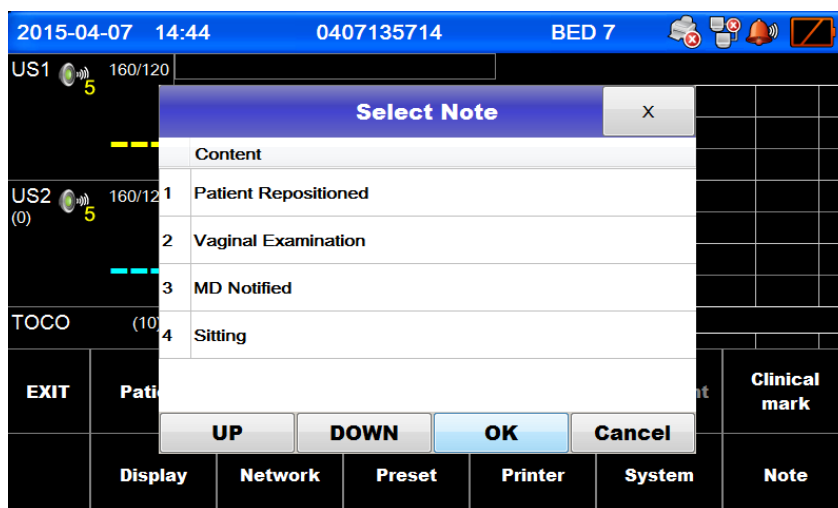 2015-04-07 14:44 0407135714 BED 7
US1 5 160/120
Select Note X
Content
US2 (0) 5 160/12
1 Patient Repositioned
2 Vaginal Examination
3 MD Notified
4 Sitting
TOCO (10)
EXIT Pati nt Clinical mark
UP DOWN OK Cancel
Display Network Preset Printer System Note